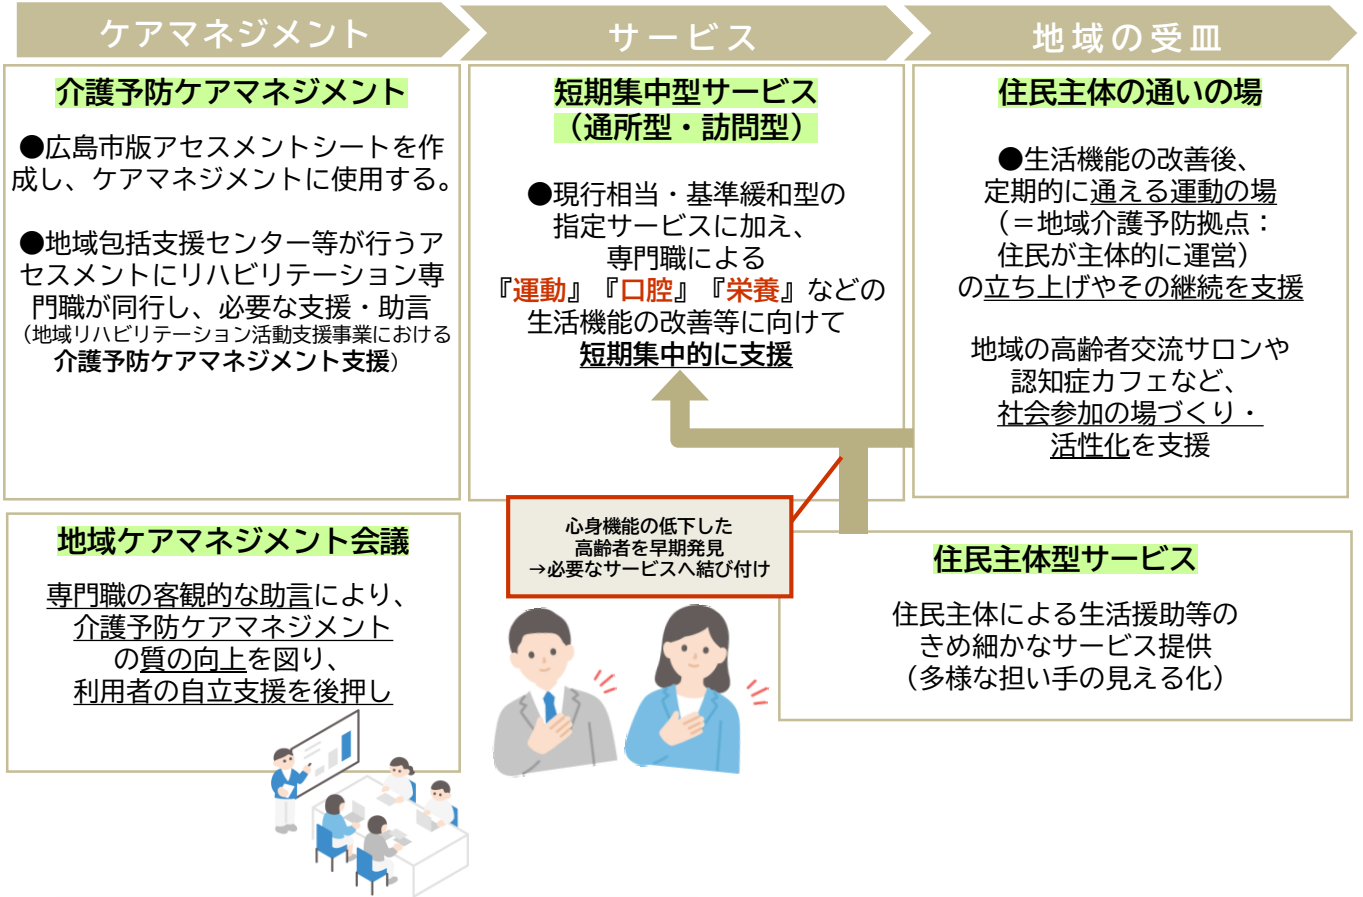 ケアマネジメント
サービス
地域の受皿
介護予防ケアマネジメント
●広島市版アセスメントシートを作
成し、ケアマネジメントに使用する。
●地域包括支援センター等が行うア
セスメントにリハビリテーション専
門職が同行し、必要な支援・助言
（地域リハビリテーション活動支援事業における
介護予防ケアマネジメント支援）
地域ケアマネジメント会議
専門職の客観的な助言により、
介護予防ケアマネジメント
の質の向上を図り、
利用者の自立支援を後押し
短期集中型サービス
（通所型・訪問型）
●現行相当・基準緩和型の
指定サービスに加え、
専門職による
『運動』『口腔』『栄養』などの
生活機能の改善等に向けて
短期集中的に支援
心身機能の低下した
高齢者を早期発見
→必要なサービスへ結び付け
住民主体の通いの場
●生活機能の改善後、
定期的に通える運動の場
（＝地域介護予防拠点：
住民が主体的に運営）
の立ち上げやその継続を支援
地域の高齢者交流サロンや
認知症カフェなど、
社会参加の場づくり・
活性化を支援
住民主体型サービス
住民主体による生活援助等の
きめ細かなサービス提供
（多様な担い手の見える化）